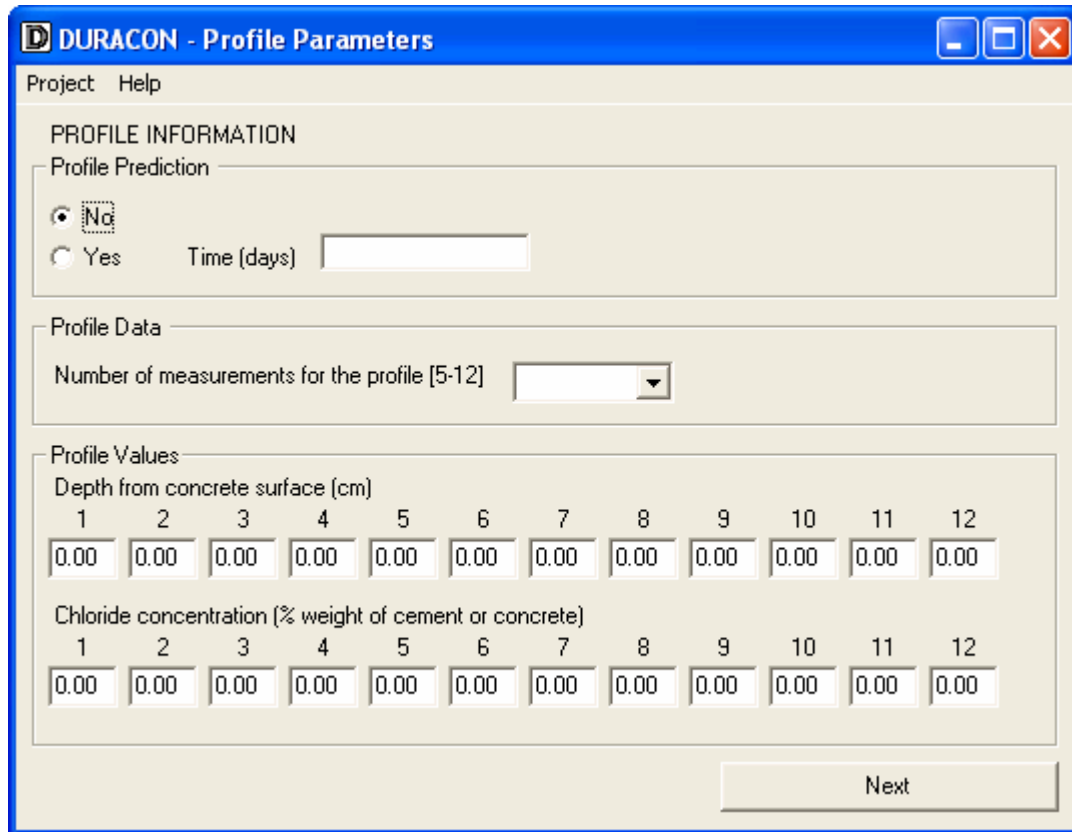 DURACON - Profile Parameters
Project Help
PROFILE INFORMATION
Profile Prediction
No
Yes Time (days)
Profile Data
Number of measurements for the profile [5-12]
Profile Values
Depth from concrete surface (cm)
1 2 3 4 5 6 7 8 9 10 11 12
0.00 0.00 0.00 0.00 0.00 0.00 0.00 0.00 0.00 0.00 0.00 0.00
Chloride concentration (% weight of cement or concrete)
1 2 3 4 5 6 7 8 9 10 11 12
0.00 0.00 0.00 0.00 0.00 0.00 0.00 0.00 0.00 0.00 0.00 0.00
Next